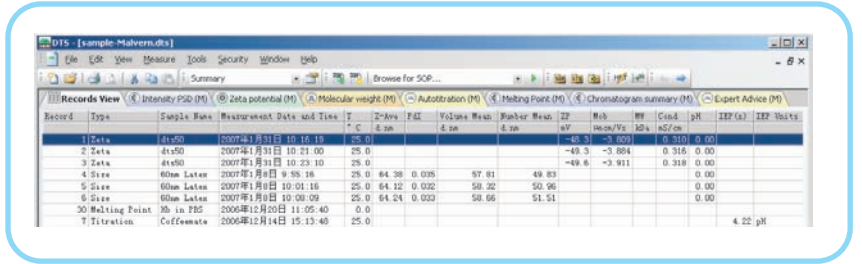 DTS - [sample-Malvern.dts]
File Edit View Measure Tools Security Window Help
Summary Browse for SOP...
Records View Intensity PSD (M) Zeta potential (M) Molecular weight (M) Autotitration (M) Melting Point (M) Chromatogram summary (M) Expert Advice (M)
Record Type Sample Name Measurement Date and Time T Z-Ave PdI Volume Mean Number Mean ZP Mob MW Cond pH IEP(s) IEP Units
°C d.nm d.nm d.nm mV µmcm/Vs kDa mS/cm
1 Zeta dts50 2007年1月31日 10:16:19 25.0 -48.3 -3.809 0.310 0.00
2 Zeta dts50 2007年1月31日 10:21:00 25.0 -49.3 -3.884 0.316 0.00
3 Zeta dts50 2007年1月31日 10:23:10 25.0 -49.6 -3.911 0.318 0.00
4 Size 60nm Latex 2007年1月8日 9:55:16 25.0 64.38 0.035 57.81 49.83 0.00
5 Size 60nm Latex 2007年1月8日 10:01:16 25.0 64.12 0.032 58.32 50.96 0.00
6 Size 60nm Latex 2007年1月8日 10:08:09 25.0 64.24 0.033 58.66 51.51 0.00
30 Melting Point Hb in PBS 2006年12月20日 11:05:40 0.0
7 Titration Coffeemate 2006年12月14日 15:13:48 25.0 4.22 pH